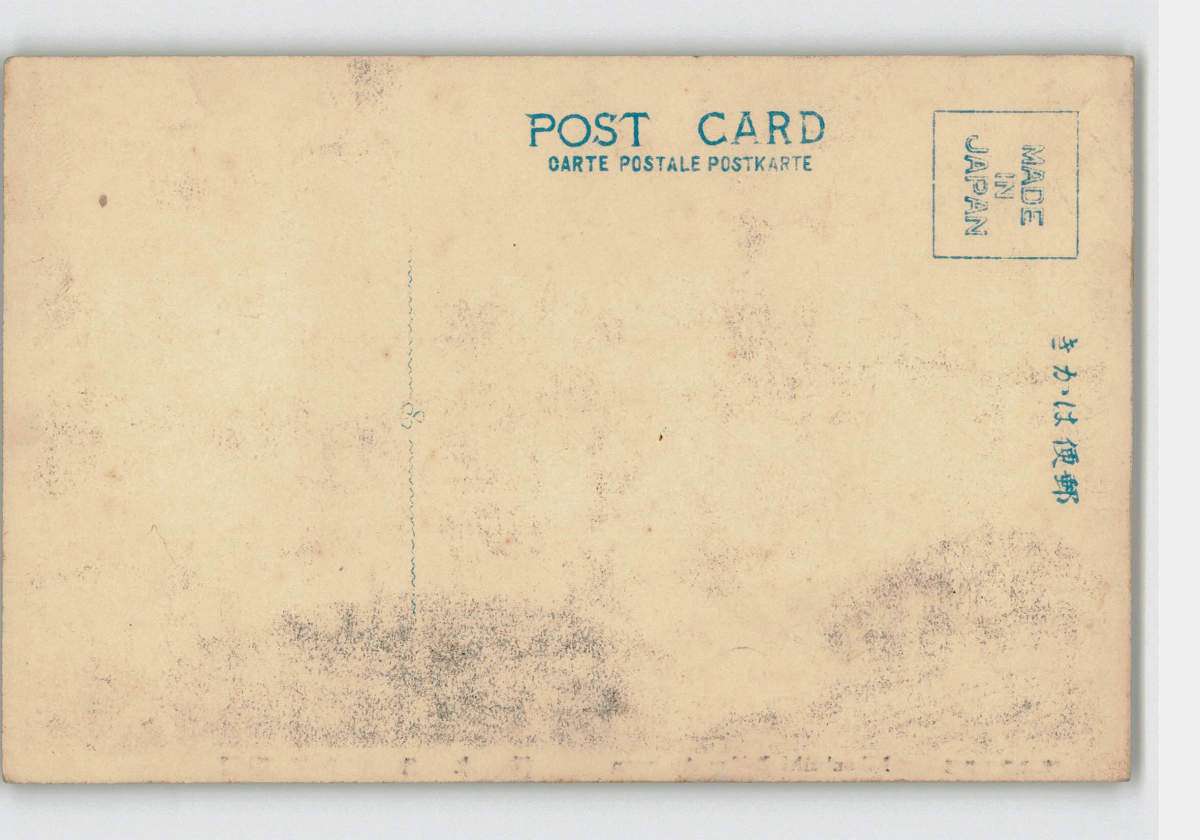 POST CARD
CARTE POSTALE POSTKARTE
MADE
IN
JAPAN
きかは便郵